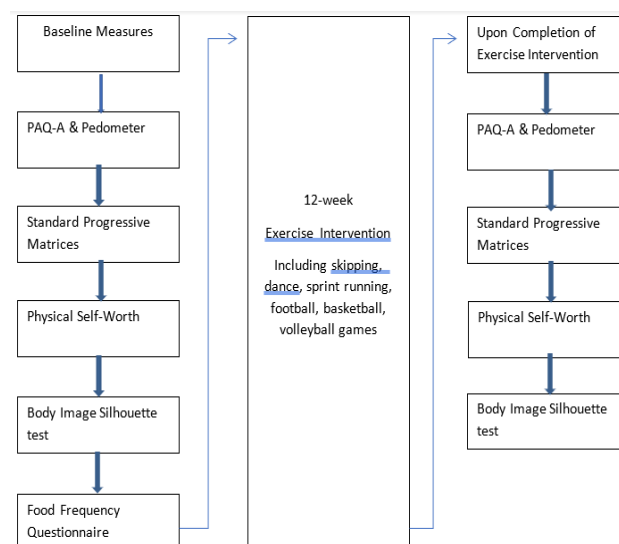 Baseline Measures
PAQ-A & Pedometer
Standard Progressive
Matrices
Physical Self-Worth
Body Image Silhouette
test
Food Frequency
Questionnaire
12-week
Exercise Intervention
Including skipping,
dance, sprint running,
football, basketball,
volleyball games
Upon Completion of
Exercise Intervention
PAQ-A & Pedometer
Standard Progressive
Matrices
Physical Self-Worth
Body Image Silhouette
test